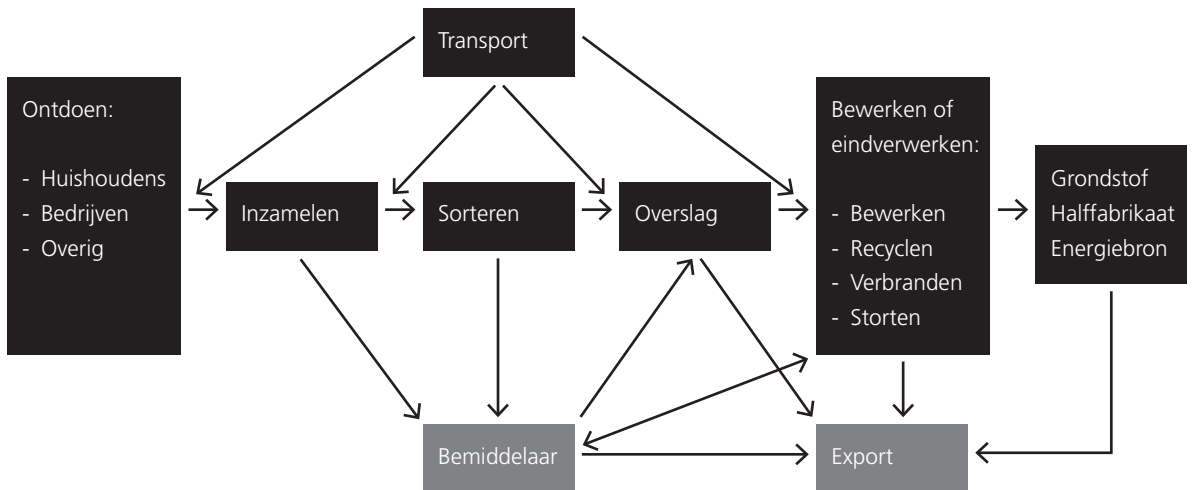 Transport
Ontdoen:
- Huishoudens
- Bedrijven
- Overig
Inzamelen
Sorteren
Overslag
Bewerken of
eindverwerken:
- Bewerken
- Recyclen
- Verbranden
- Storten
Grondstof
Halffabrikaat
Energiebron
Bemiddelaar
Export